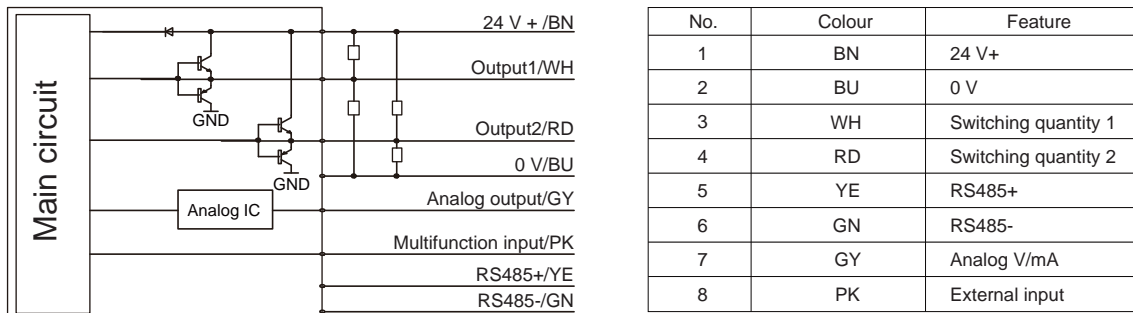 Main circuit
24 V + /BN
Output1/WH
GND
Output2/RD
0 V/BU
GND
Analog output/GY
Analog IC
Multifunction input/PK
RS485+/YE
RS485-/GN
No. Colour Feature
1 BN 24 V+
2 BU 0 V
3 WH Switching quantity 1
4 RD Switching quantity 2
5 YE RS485+
6 GN RS485-
7 GY Analog V/mA
8 PK External input